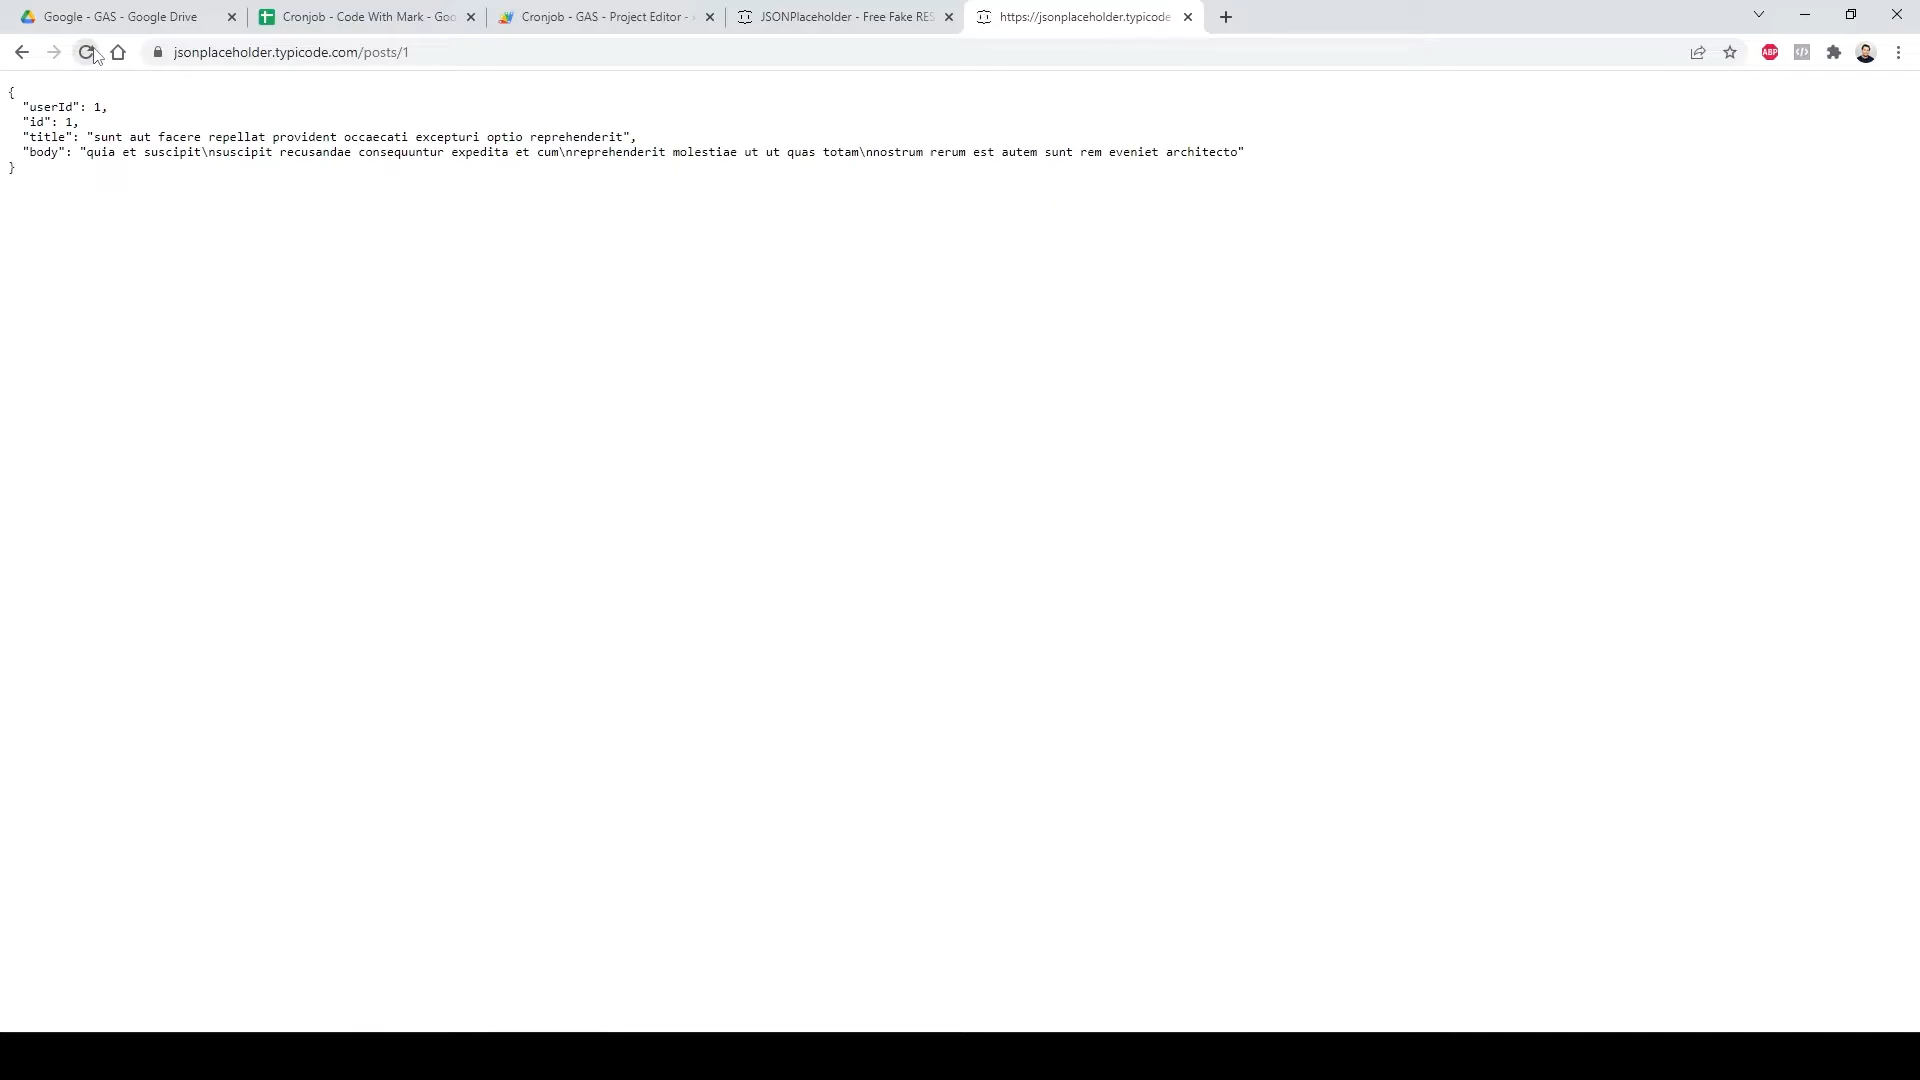 Google - GAS - Google Drive
Cronjob - Code With Mark - Goo
Cronjob - GAS - Project Editor -
JSONPlaceholder - Free Fake RES
https://jsonplaceholder.typicode
jsonplaceholder.typicode.com/posts/1
ABP
{
"userId": 1,
"id": 1,
"title": "sunt aut facere repellat provident occaecati excepturi optio reprehenderit",
"body": "quia et suscipit\nsuscipit recusandae consequuntur expedita et cum\nreprehenderit molestiae ut ut quas totam\nnostrum rerum est autem sunt rem eveniet architecto"
}